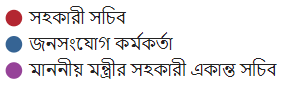 সহকারী সচিব
জনসংযোগ কর্মকর্তা
মাননীয় মন্ত্রীর সহকারী একান্ত সচিব